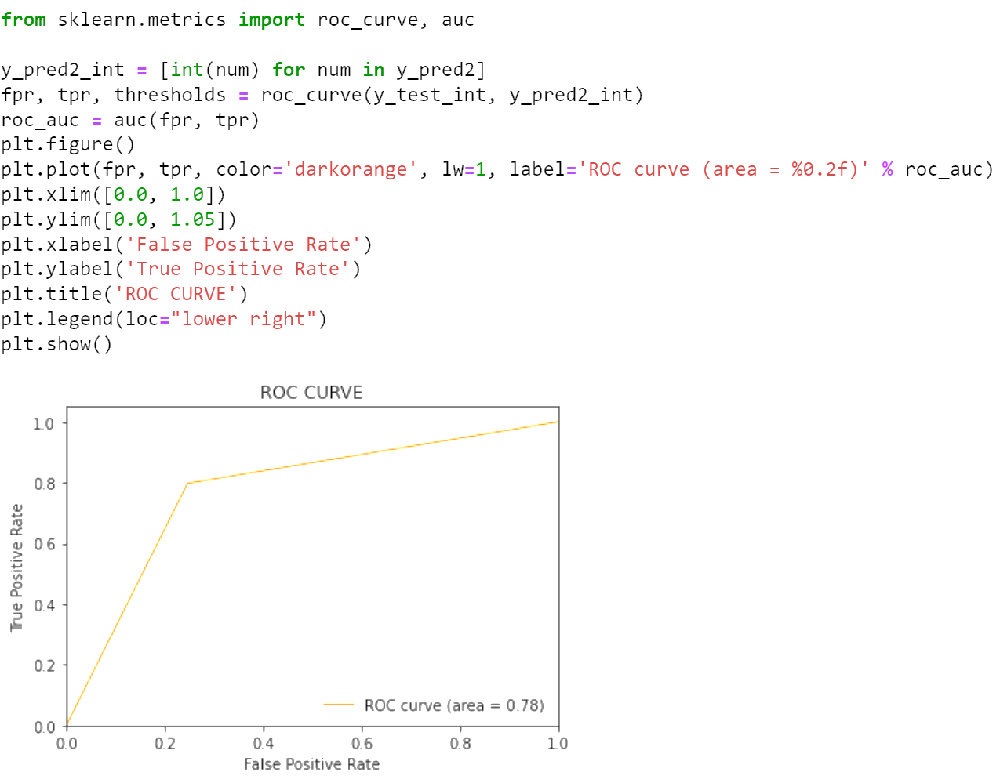 from sklearn.metrics import roc_curve, auc
y_pred2_int = [int(num) for num in y_pred2]
fpr, tpr, thresholds = roc_curve(y_test_int, y_pred2_int)
roc_auc = auc(fpr, tpr)
plt.figure()
plt.plot(fpr, tpr, color='darkorange', lw=1, label='ROC curve (area = %0.2f)' % roc_auc)
plt.xlim([0.0, 1.0])
plt.ylim([0.0, 1.05])
plt.xlabel('False Positive Rate')
plt.ylabel('True Positive Rate')
plt.title('ROC CURVE')
plt.legend(loc="lower right")
plt.show()
ROC CURVE
True Positive Rate
1.0
0.8
0.6
0.4
0.2
0.0
ROC curve (area = 0.78)
0.0 0.2 0.4 0.6 0.8 1.0
False Positive Rate